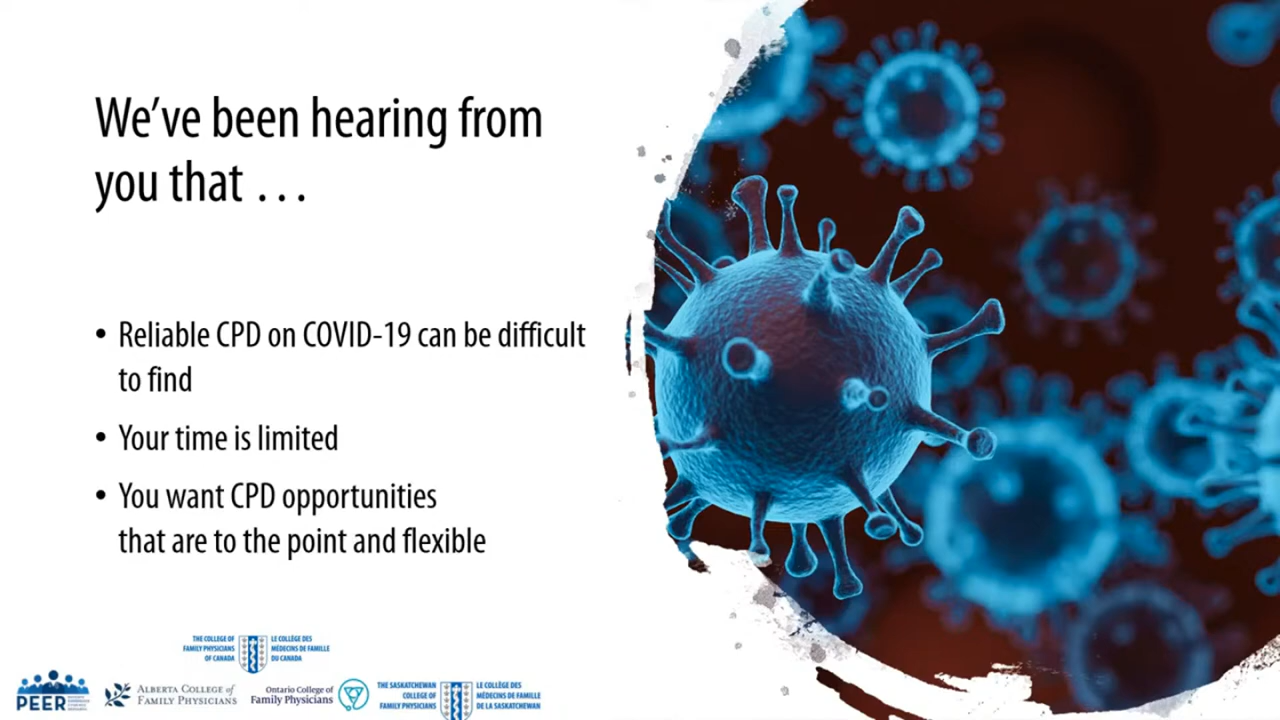 We’ve been hearing from
you that . . .
• Reliable CPD on COVID-19 can be difficult
to find
• Your time is limited
• You want CPD opportunities
that are to the point and flexible
THE COLLEGE OF
FAMILY PHYSICIANS
OF CANADA
LE COLLÈGE DES
MÉDECINS DE FAMILLE
DU CANADA
PEER
ALBERTA COLLEGE of
FAMILY PHYSICIANS
Ontario College of
Family Physicians
THE SASKATCHEWAN
COLLEGE OF
FAMILY PHYSICIANS
LE COLLÈGE DES
MÉDECINS DE FAMILLE
DE LA SASKATCHEWAN